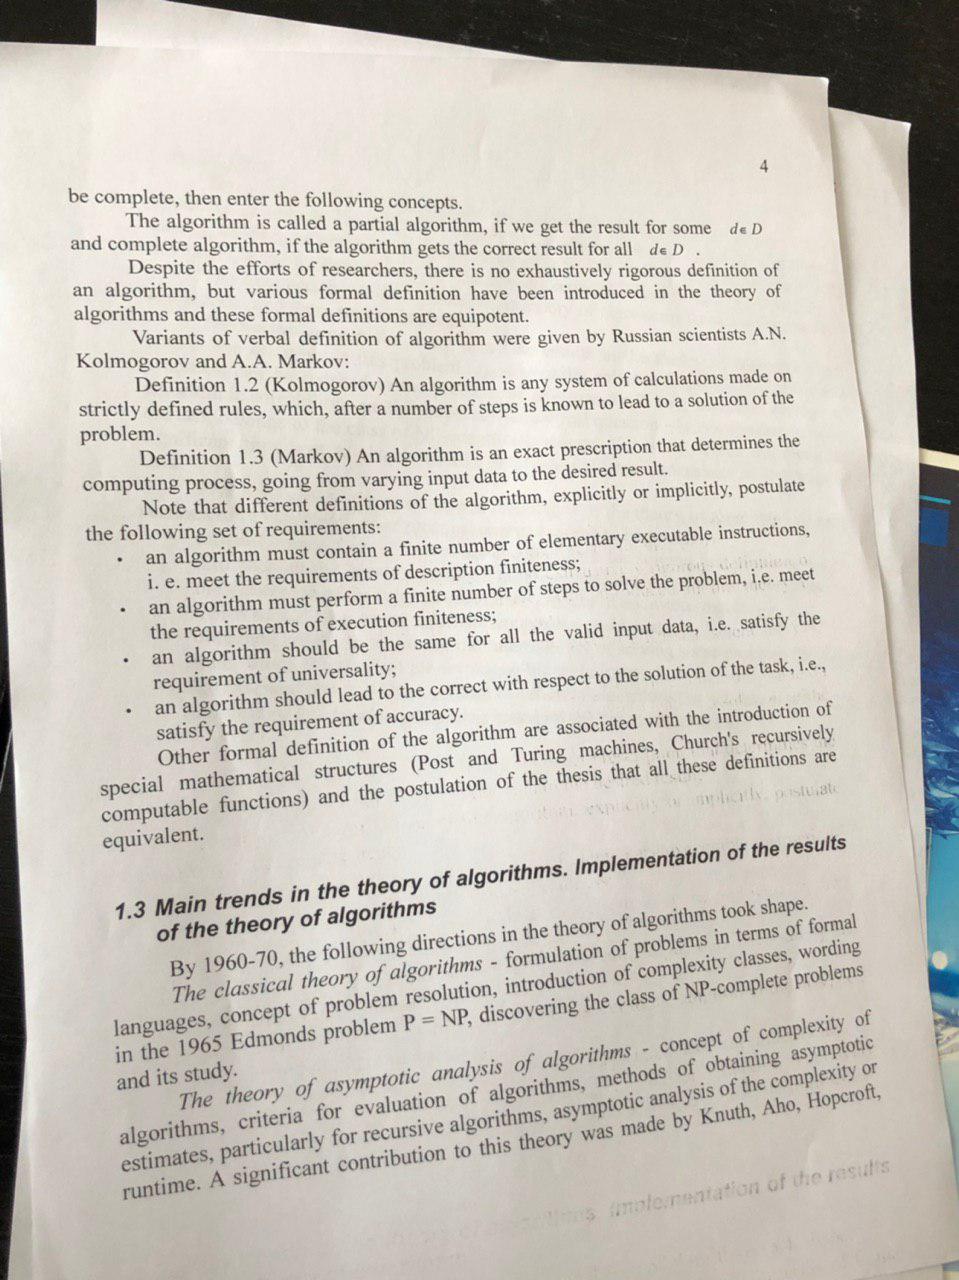 4
be complete, then enter the following concepts.
The algorithm is called a partial algorithm, if we get the result for some d∈D
and complete algorithm, if the algorithm gets the correct result for all d∈D .
Despite the efforts of researchers, there is no exhaustively rigorous definition of
an algorithm, but various formal definition have been introduced in the theory of
algorithms and these formal definitions are equipotent.
Variants of verbal definition of algorithm were given by Russian scientists A.N.
Kolmogorov and A.A. Markov:
Definition 1.2 (Kolmogorov) An algorithm is any system of calculations made on
strictly defined rules, which, after a number of steps is known to lead to a solution of the
problem.
Definition 1.3 (Markov) An algorithm is an exact prescription that determines the
computing process, going from varying input data to the desired result.
Note that different definitions of the algorithm, explicitly or implicitly, postulate
the following set of requirements:
• an algorithm must contain a finite number of elementary executable instructions,
i. e. meet the requirements of description finiteness;
• an algorithm must perform a finite number of steps to solve the problem, i.e. meet
the requirements of execution finiteness;
• an algorithm should be the same for all the valid input data, i.e. satisfy the
requirement of universality;
• an algorithm should lead to the correct with respect to the solution of the task, i.e.,
satisfy the requirement of accuracy.
Other formal definition of the algorithm are associated with the introduction of
special mathematical structures (Post and Turing machines, Church's recursively
computable functions) and the postulation of the thesis that all these definitions are
equivalent.
1.3 Main trends in the theory of algorithms. Implementation of the results
of the theory of algorithms
By 1960-70, the following directions in the theory of algorithms took shape.
The classical theory of algorithms - formulation of problems in terms of formal
languages, concept of problem resolution, introduction of complexity classes, wording
in the 1965 Edmonds problem P = NP, discovering the class of NP-complete problems
and its study.
The theory of asymptotic analysis of algorithms - concept of complexity of
algorithms, criteria for evaluation of algorithms, methods of obtaining asymptotic
estimates, particularly for recursive algorithms, asymptotic analysis of the complexity or
runtime. A significant contribution to this theory was made by Knuth, Aho, Hopcroft,
implementation of the results